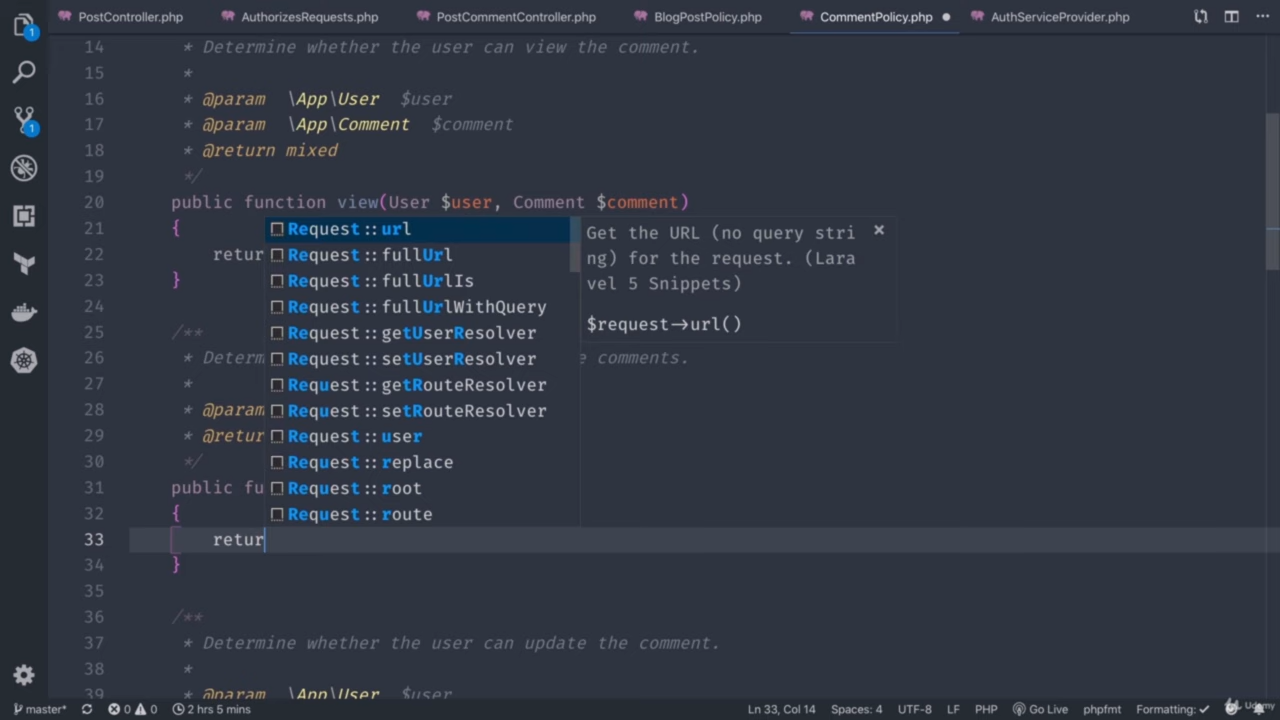 PostController.php AuthorizesRequests.php PostCommentController.php BlogPostPolicy.php CommentPolicy.php AuthServiceProvider.php
14 * Determine whether the user can view the comment.
15 *
16 * @param \App\User $user
17 * @param \App\Comment $comment
18 * @return mixed
19 */
20 public function view(User $user, Comment $comment)
21 {
22 retur
23 }
24
25 /**
26 * Determ e comments.
27 *
28 * @param
29 * @retur
30 */
31 public fu
32 {
33 retur
34 }
35
36 /**
37 * Determine whether the user can update the comment.
38 *
39 * @param \App\User $user
Request::url
Request::fullUrl
Request::fullUrlIs
Request::fullUrlWithQuery
Request::getUserResolver
Request::setUserResolver
Request::getRouteResolver
Request::setRouteResolver
Request::user
Request::replace
Request::root
Request::route
Get the URL (no query stri
ng) for the request. (Lara
vel 5 Snippets)
$request->url()
1
1
master* 0 0 2 hrs 5 mins Ln 33, Col 14 Spaces: 4 UTF-8 LF PHP Go Live phpfmt Formatting: ✓
Udemy